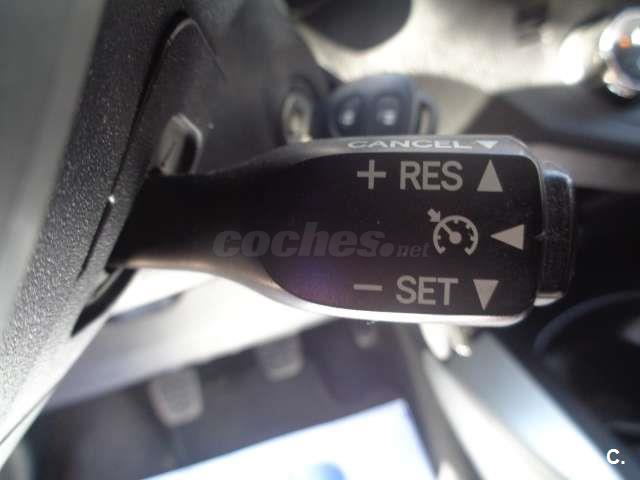 CANCEL ▼
+ RES ▲
coches.net
◀
− SET ▼
C.